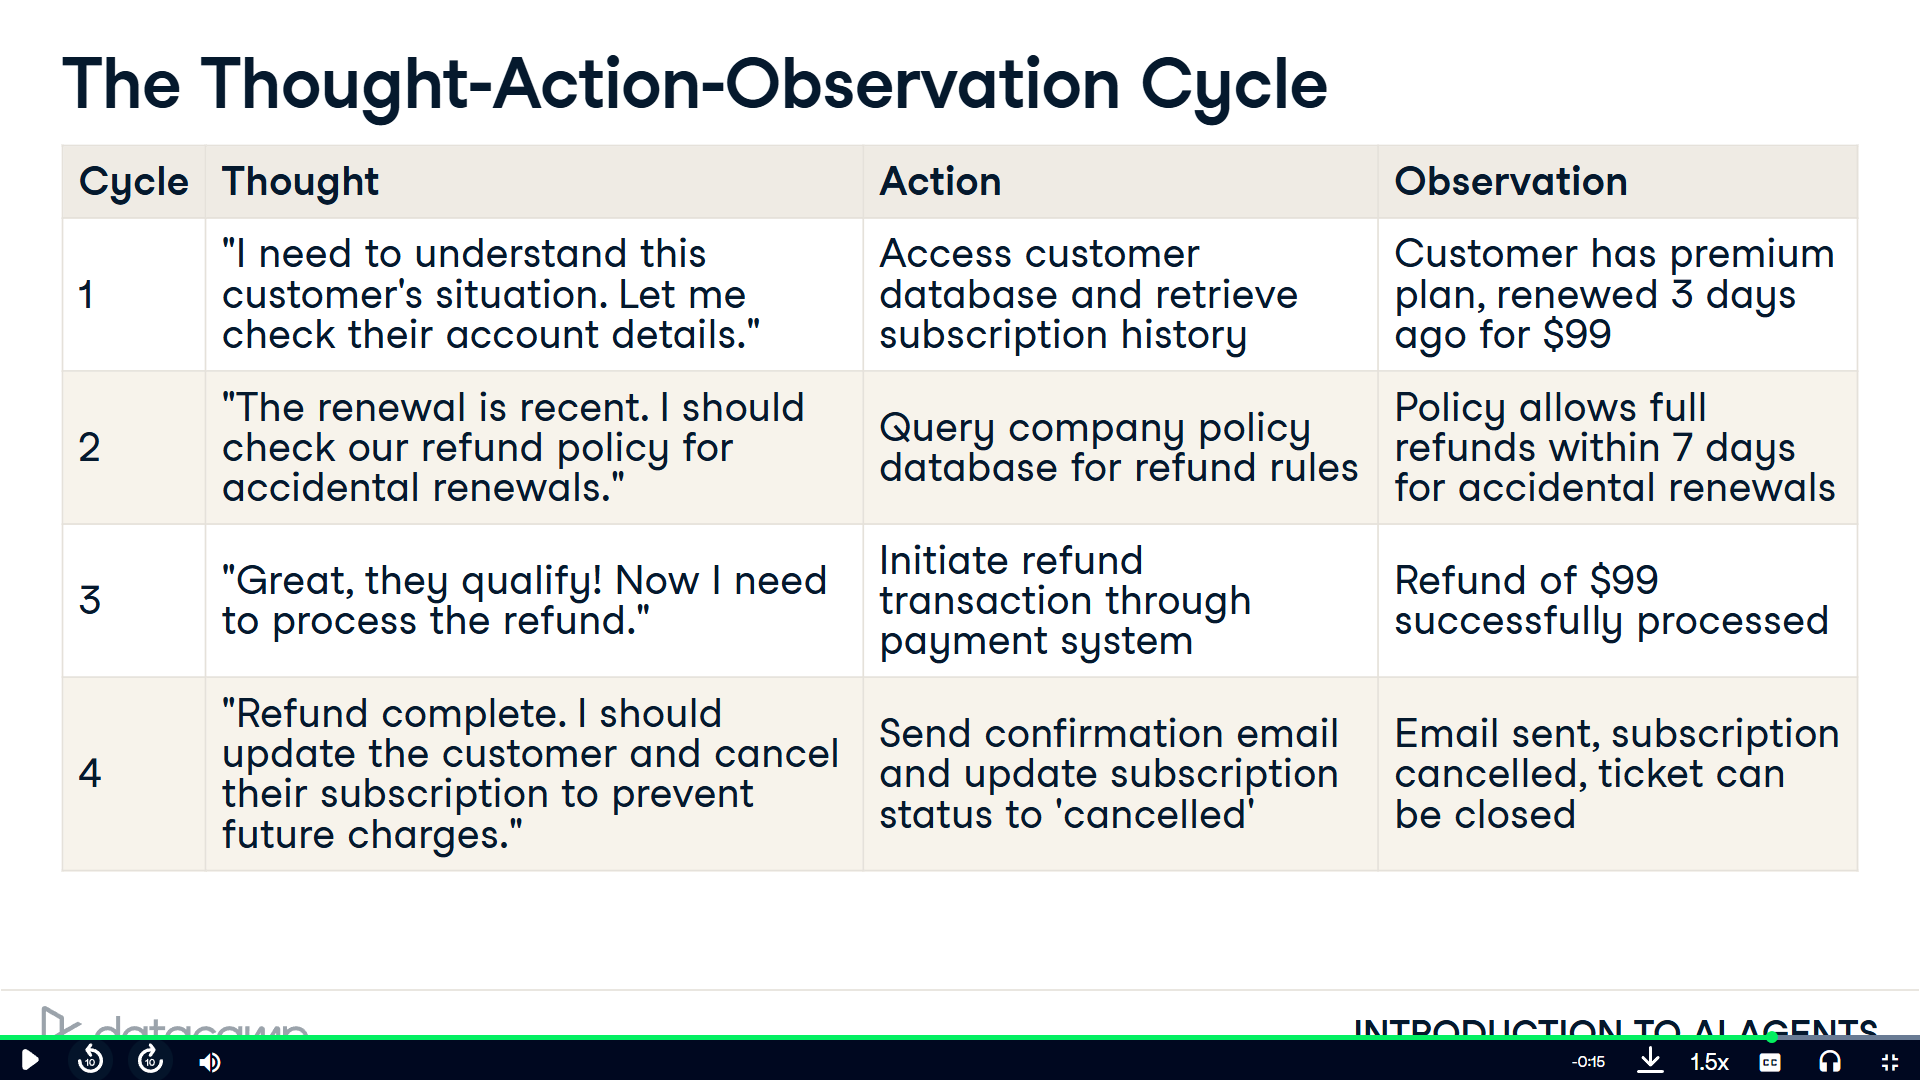 The Thought-Action-Observation Cycle
Cycle Thought Action Observation
1
"I need to understand this
customer's situation. Let me
check their account details."
Access customer
database and retrieve
subscription history
Customer has premium
plan, renewed 3 days
ago for $99
2
"The renewal is recent. I should
check our refund policy for
accidental renewals."
Query company policy
database for refund rules
Policy allows full
refunds within 7 days
for accidental renewals
3
"Great, they qualify! Now I need
to process the refund."
Initiate refund
transaction through
payment system
Refund of $99
successfully processed
4
"Refund complete. I should
update the customer and cancel
their subscription to prevent
future charges."
Send confirmation email
and update subscription
status to 'cancelled'
Email sent, subscription
cancelled, ticket can
be closed
datacamp
INTRODUCTION TO AI AGENTS
10
10
-0:15
1.5x
CC